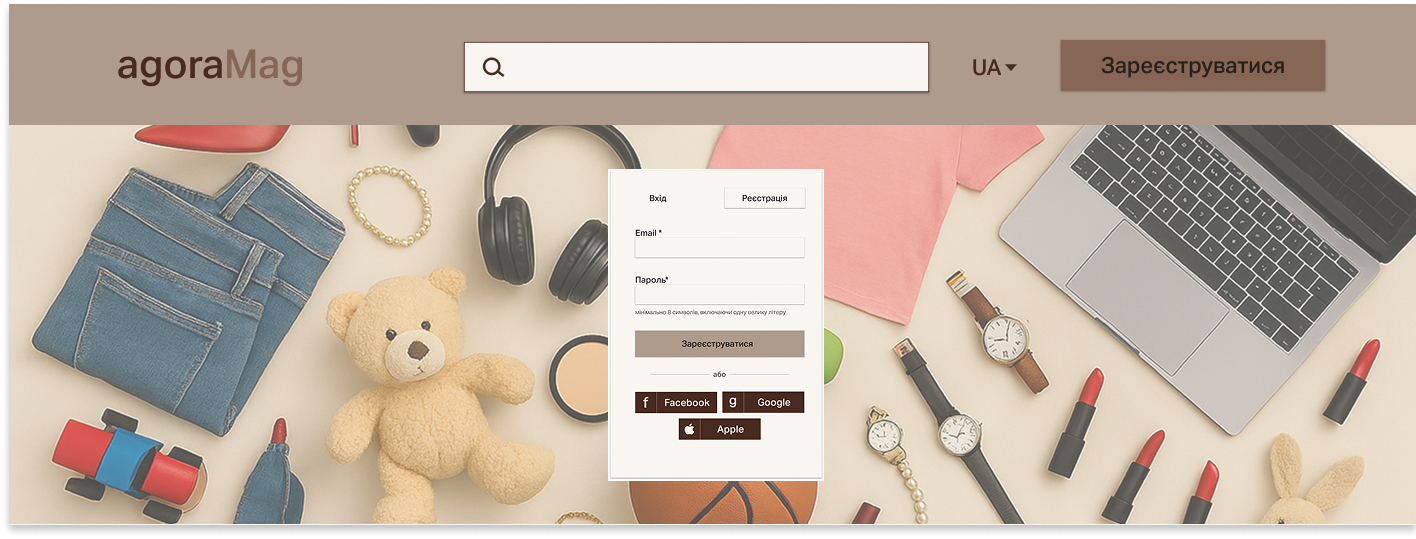 agoraMag
UA
Зареєструватися
Вхід
Реєстрація
Email *
Пароль*
мінімально 8 символів, включаючи одну велику літеру
Зареєструватися
або
f Facebook
g Google
Apple